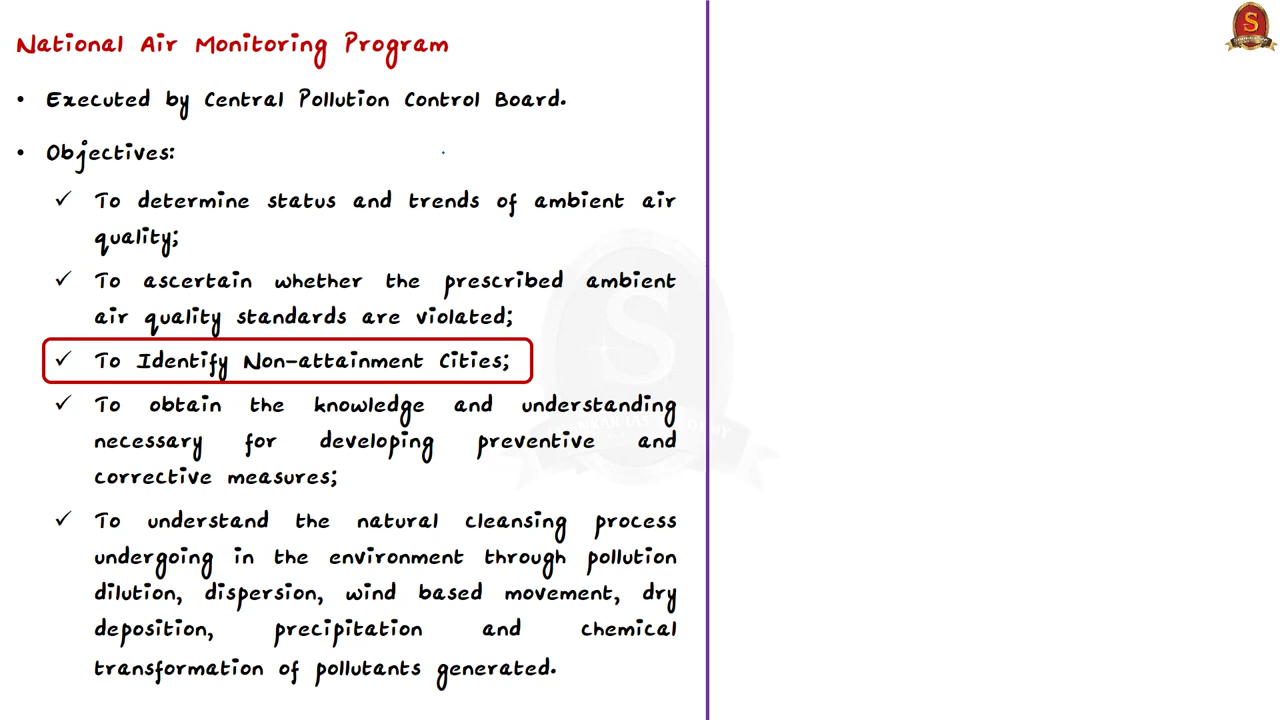 National Air Monitoring Program
• Executed by Central Pollution Control Board.
• Objectives:
✓ To determine status and trends of ambient air
quality;
✓ To ascertain whether the prescribed ambient
air quality standards are violated;
✓ To Identify Non-attainment Cities;
✓ To obtain the knowledge and understanding
necessary for developing preventive and
corrective measures;
✓ To understand the natural cleansing process
undergoing in the environment through pollution
dilution, dispersion, wind based movement, dry
deposition, precipitation and chemical
transformation of pollutants generated.
S
S